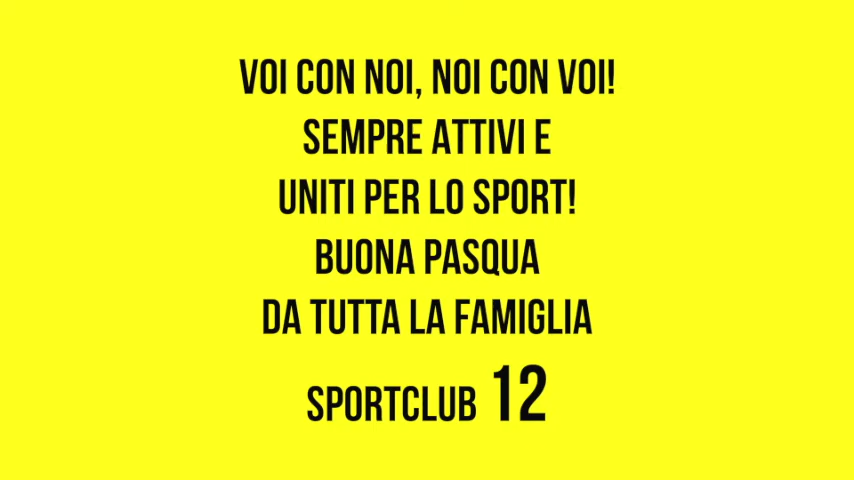 VOI CON NOI, NOI CON VOI!
SEMPRE ATTIVI E
UNITI PER LO SPORT!
BUONA PASQUA
DA TUTTA LA FAMIGLIA
SPORTCLUB 12